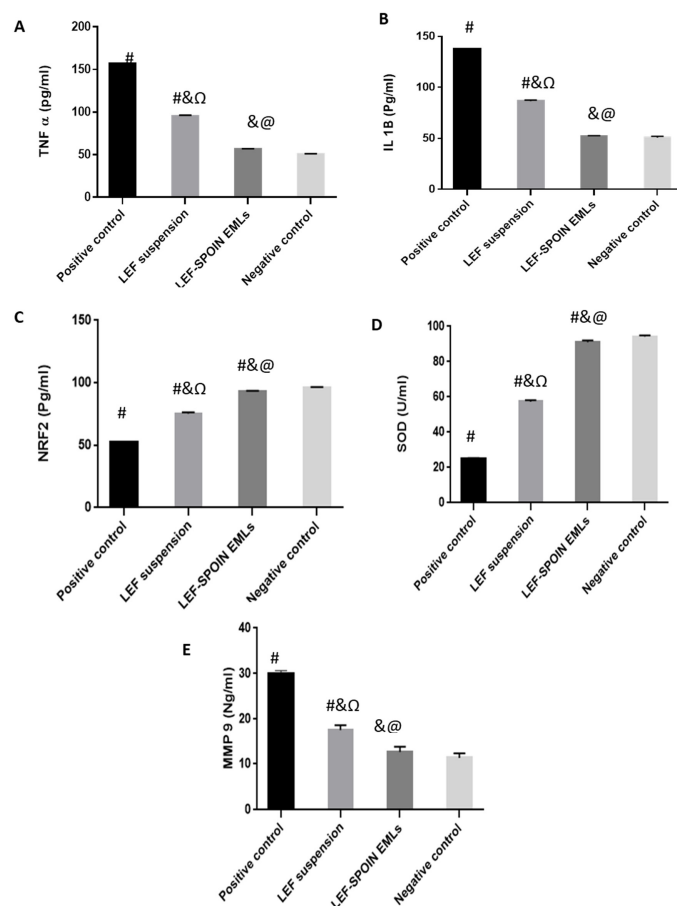 A
TNF α (pg/ml)
200
150
100
50
0
#
#&Ω
&@
Positive control
LEF suspension
LEF-SPOIN EMLs
Negative control
B
IL 1B (Pg/ml)
150
100
50
0
#
#&Ω
&@
Positive control
LEF suspension
LEF-SPOIN EMLs
Negative control
C
NRF2 (Pg/ml)
150
100
50
0
#
#&Ω
#&@
Positive control
LEF suspension
LEF-SPOIN EMLs
Negative control
D
SOD (U/ml)
100
80
60
40
20
0
#
#&Ω
#&@
Positive control
LEF suspension
LEF-SPOIN EMLs
Negative control
E
MMP 9 (Ng/ml)
40
30
20
10
0
#
#&Ω
&@
Positive control
LEF suspension
LEF-SPOIN EMLs
Negative control